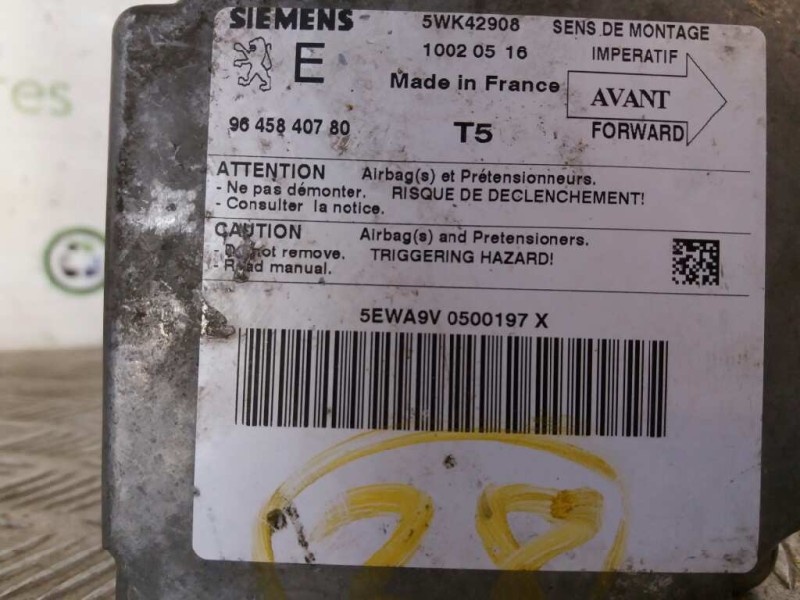 SIEMENS 5WK42908 SENS DE MONTAGE
E 1002 05 16 IMPERATIF
Made in France AVANT
96 458 407 80 T5 FORWARD
ATTENTION Airbag(s) et Prétensionneurs.
- Ne pas démonter. RISQUE DE DECLENCHEMENT!
- Consulter la notice.
CAUTION Airbag(s) and Pretensioners.
- Do not remove. TRIGGERING HAZARD!
- Read manual.
5EWA9V 0500197 X